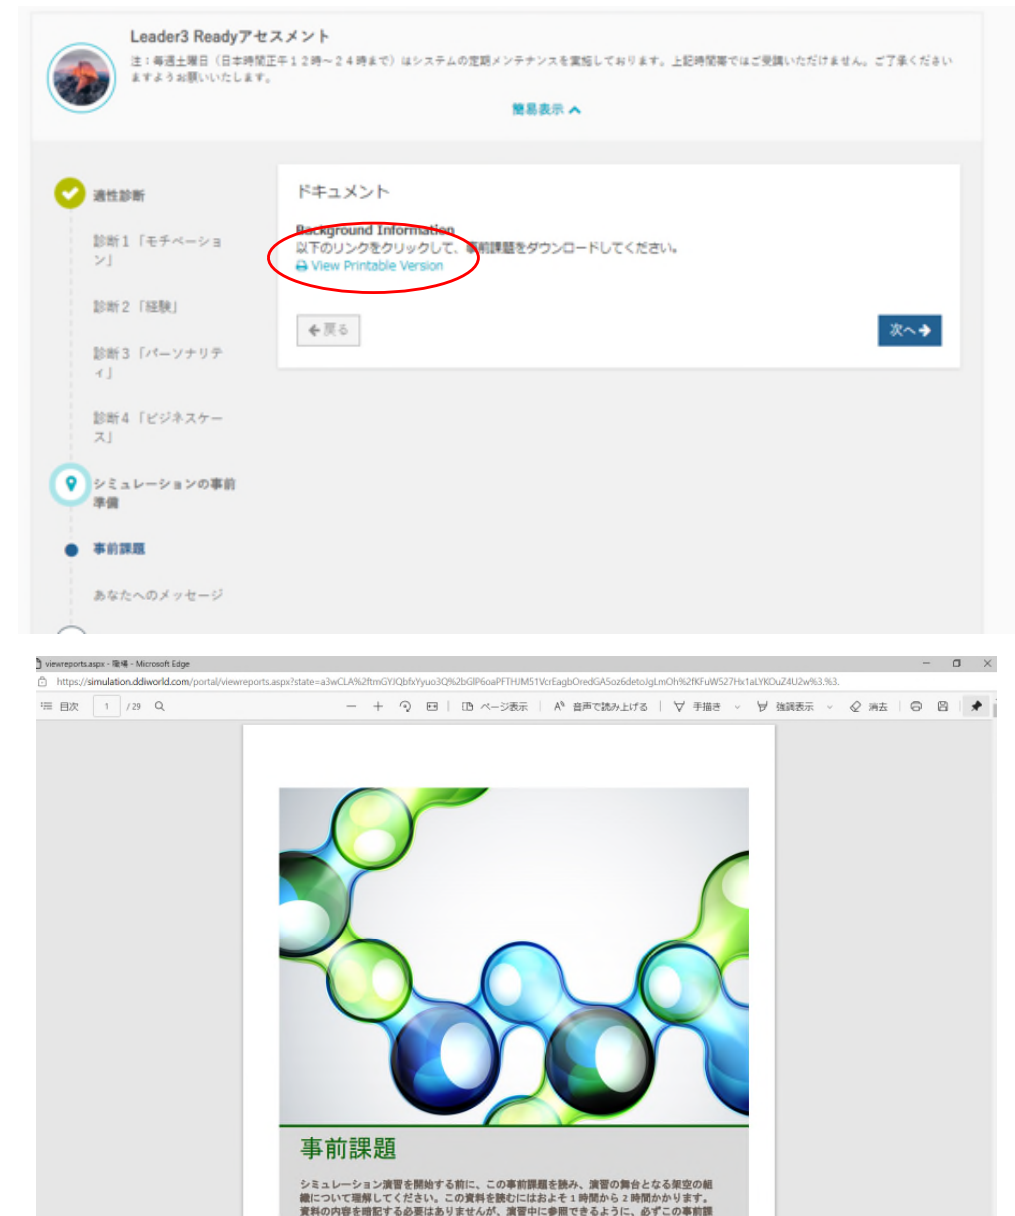 Leader3 Readyアセスメント
注：毎週土曜日（日本時間正午１２時～２４時まで）はシステムの定期メンテナンスを実施しております。上記時間帯ではご受講いただけません。ご了承ください
ますようお願いいたします。
簡易表示
適性診断
診断1「モチベーショ
ン」
診断2「経験」
診断3「パーソナリテ
ィ」
診断4「ビジネスケー
ス」
シミュレーションの事前
準備
事前課題
あなたへのメッセージ
ドキュメント
Background Information
以下のリンクをクリックして、事前課題をダウンロードしてください。
View Printable Version
戻る
次へ
viewreports.aspx - 職場 - Microsoft Edge
目次 1 /29 ページ表示 音声で読み上げる 手描き 強調表示 消去
事前課題
シミュレーション演習を開始する前に、この事前課題を読み、演習の舞台となる架空の組
織について理解してください。この資料を読むにはおよそ1時間から2時間かかります。
資料の内容を暗記する必要はありませんが、演習中に参照できるように、必ずこの事前課